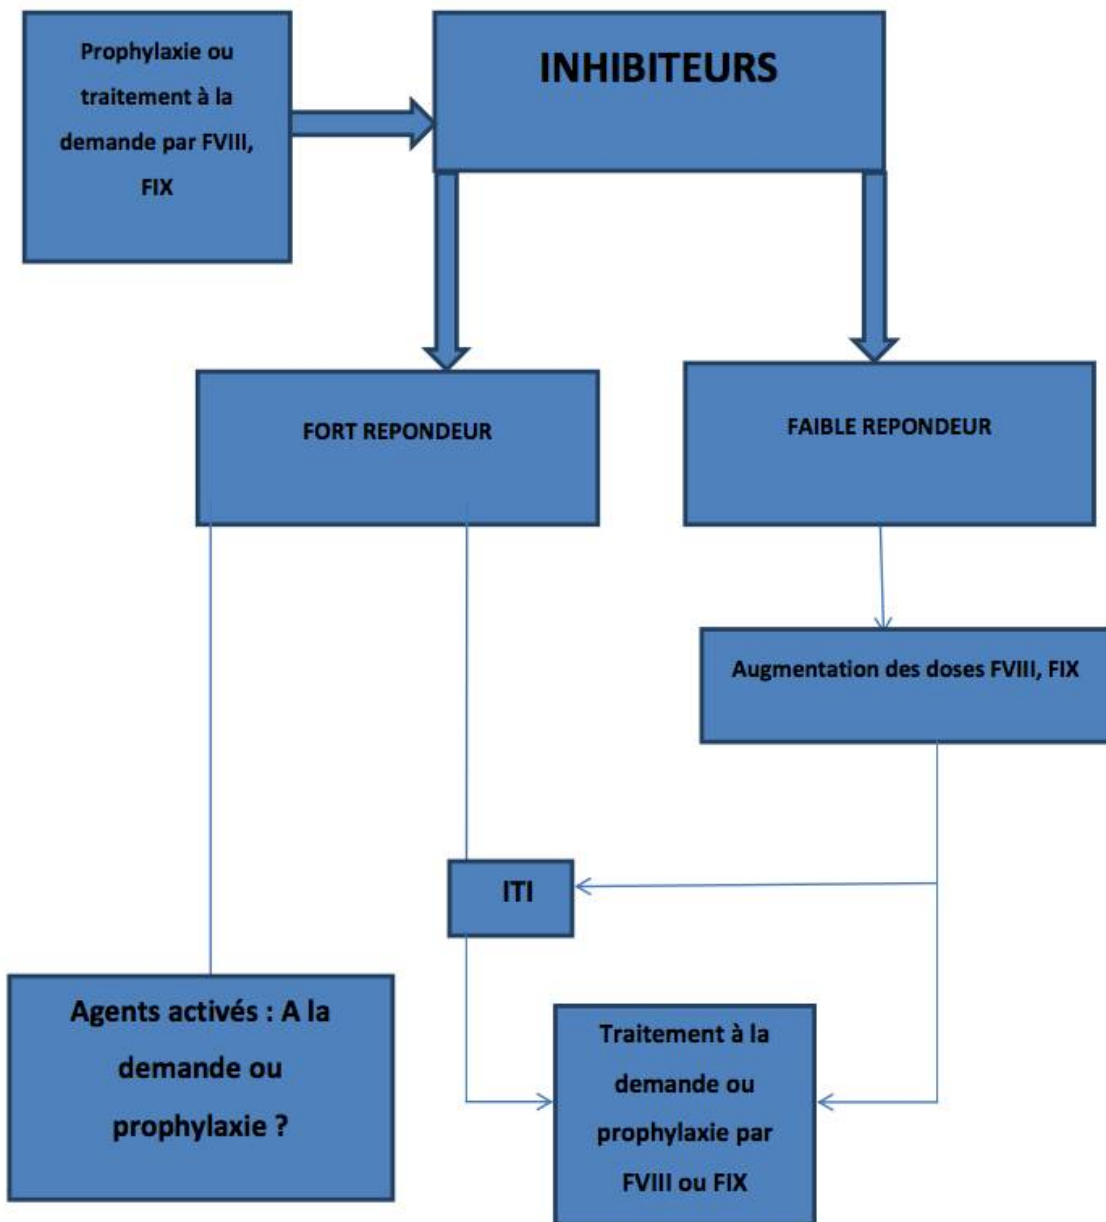 Prophylaxie ou
traitement à la
demande par FVIII,
FIX
INHIBITEURS
FORT REPONDEUR
FAIBLE REPONDEUR
Augmentation des doses FVIII, FIX
ITI
Agents activés : A la
demande ou
prophylaxie ?
Traitement à la
demande ou
prophylaxie par
FVIII ou FIX